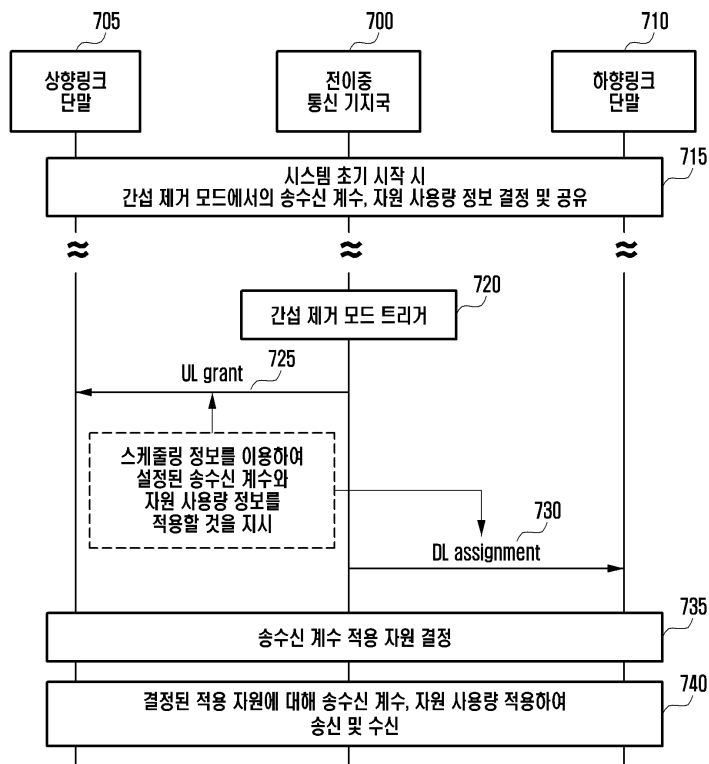 705
700
710
상향링크
단말
전이중
통신 기지국
하향링크
단말
715
시스템 초기 시작 시
간섭 제거 모드에서의 송수신 계수, 자원 사용량 정보 결정 및 공유
720
간섭 제거 모드 트리거
UL grant
725
스케줄링 정보를 이용하여
설정된 송수신 계수와
자원 사용량 정보를
적용할 것을 지시
730
DL assignment
735
송수신 계수 적용 자원 결정
740
결정된 적용 자원에 대해 송수신 계수, 자원 사용량 적용하여
송신 및 수신